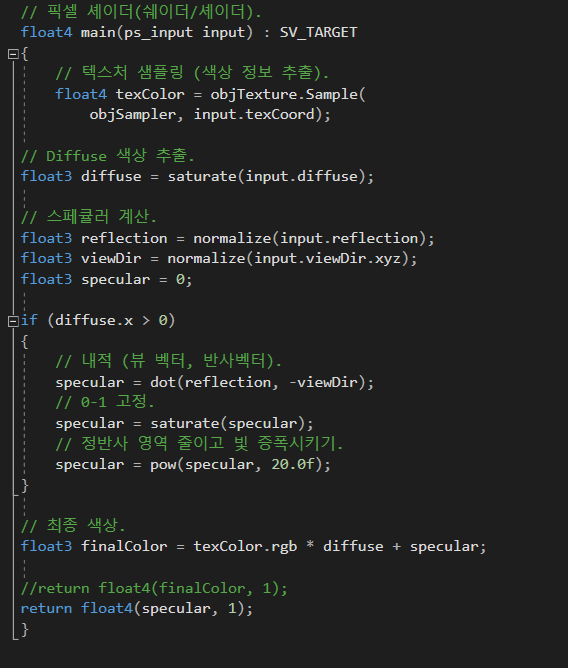 // 픽셀 셰이더(쉐이더/세이더).
float4 main(ps_input input) : SV_TARGET
{
// 텍스처 샘플링 (색상 정보 추출).
float4 texColor = objTexture.Sample(
objSampler, input.texCoord);
// Diffuse 색상 추출.
float3 diffuse = saturate(input.diffuse);
// 스페큘러 계산.
float3 reflection = normalize(input.reflection);
float3 viewDir = normalize(input.viewDir.xyz);
float3 specular = 0;
if (diffuse.x > 0)
{
// 내적 (뷰 벡터, 반사벡터).
specular = dot(reflection, -viewDir);
// 0-1 고정.
specular = saturate(specular);
// 정반사 영역 줄이고 빛 증폭시키기.
specular = pow(specular, 20.0f);
}
// 최종 색상.
float3 finalColor = texColor.rgb * diffuse + specular;
//return float4(finalColor, 1);
return float4(specular, 1);
}